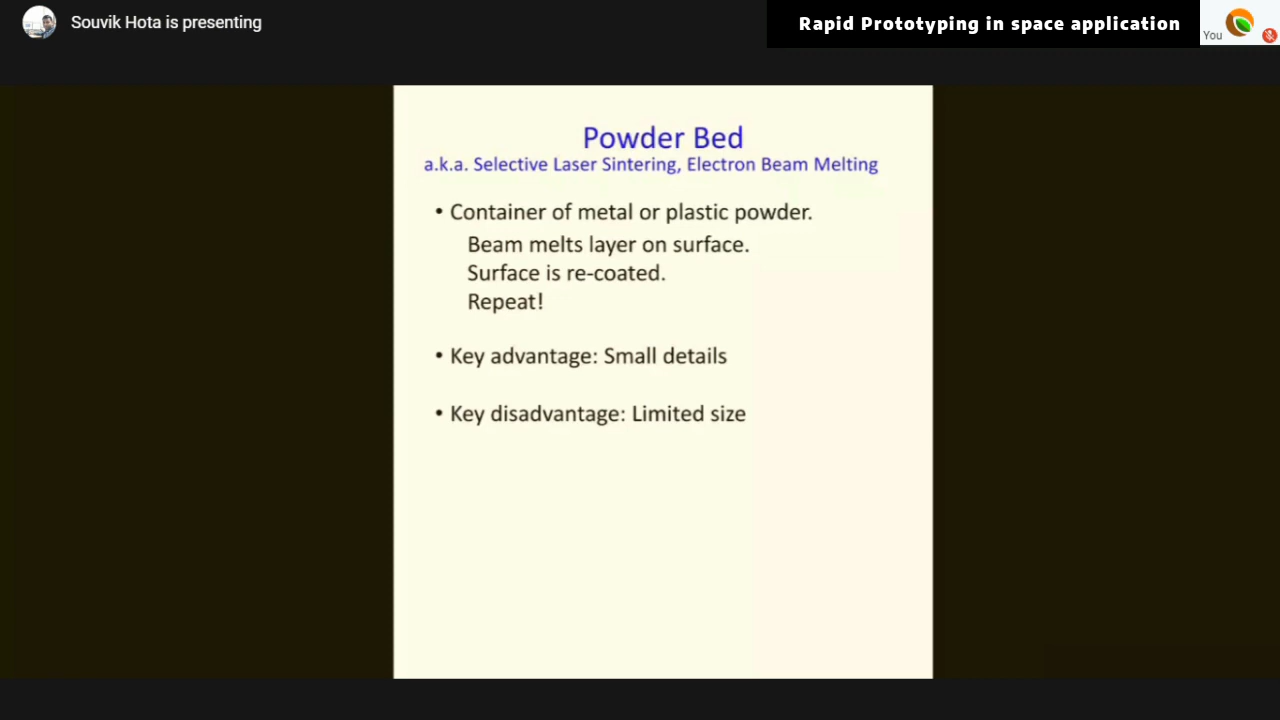 Souvik Hota is presenting
Rapid Prototyping in space application
You
Powder Bed
a.k.a. Selective Laser Sintering, Electron Beam Melting
• Container of metal or plastic powder.
Beam melts layer on surface.
Surface is re-coated.
Repeat!
• Key advantage: Small details
• Key disadvantage: Limited size